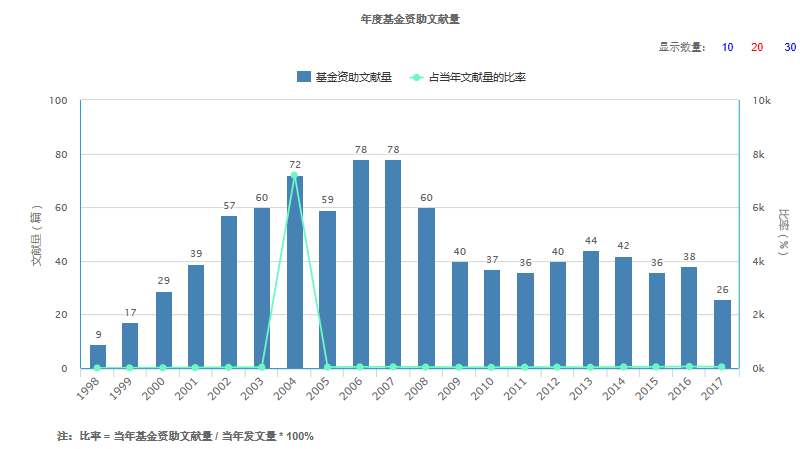 年度基金资助文献量
显示数量: 10 20 30
基金资助文献量 占当年文献量的比率
100 10k
80 8k
60 6k
40 4k
20 2k
0 0k
文献量（篇）
比率（%）
9 17 29 39 57 60 72 59 78 78 60 40 37 36 40 44 42 36 38 26
1998 1999 2000 2001 2002 2003 2004 2005 2006 2007 2008 2009 2010 2011 2012 2013 2014 2015 2016 2017
注：比率 = 当年基金资助文献量 / 当年发文量 * 100%